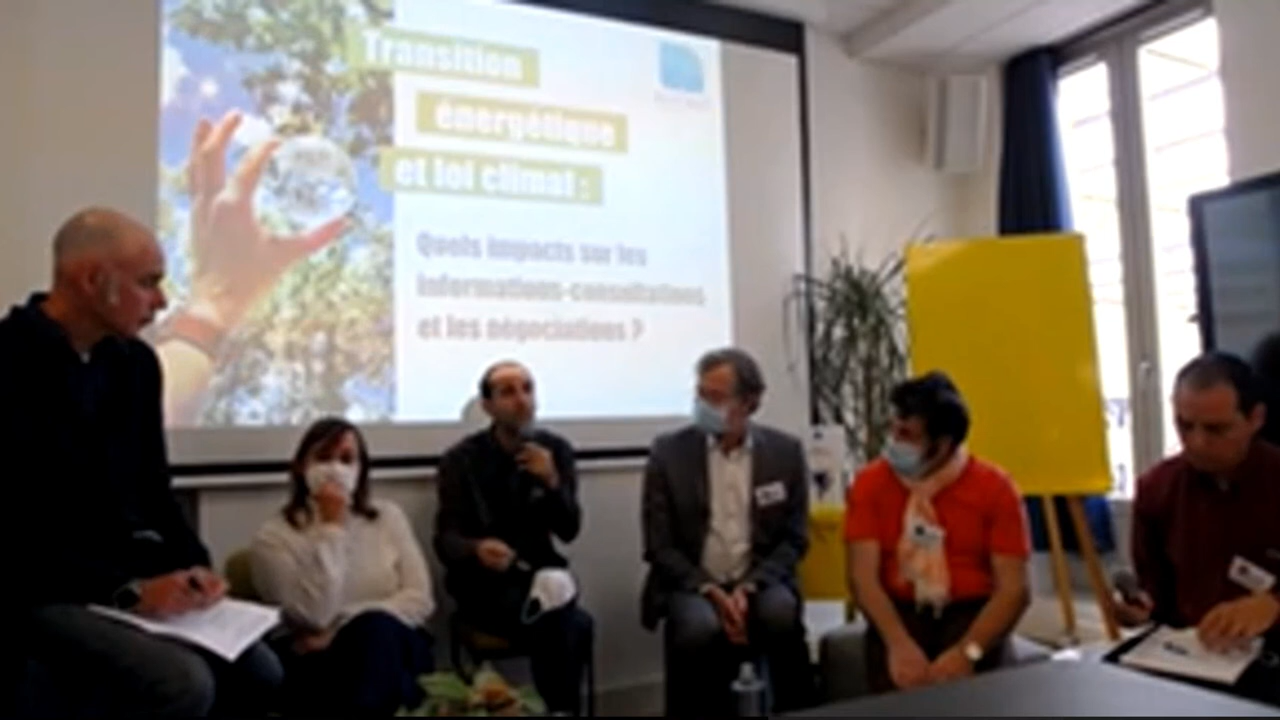 Transition
énergétique
et loi climat :
Quels impacts sur les
informations-consultations
et les négociations ?